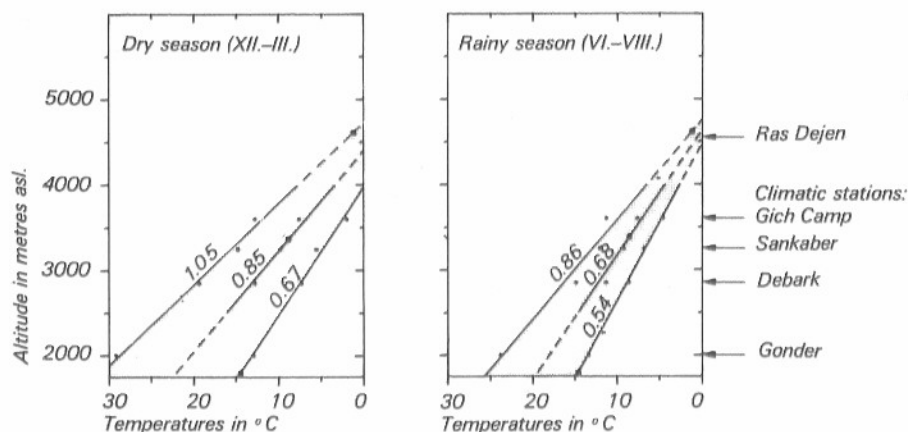 Dry season (XII.–III.)
Rainy season (VI.–VIII.)
5000
4000
3000
2000
Altitude in metres asl.
1.05
0.85
0.67
0.86
0.68
0.54
Ras Dejen
Climatic stations:
Gich Camp
Sankaber
Debark
Gonder
30 20 10 0
30 20 10 0
Temperatures in °C
Temperatures in °C